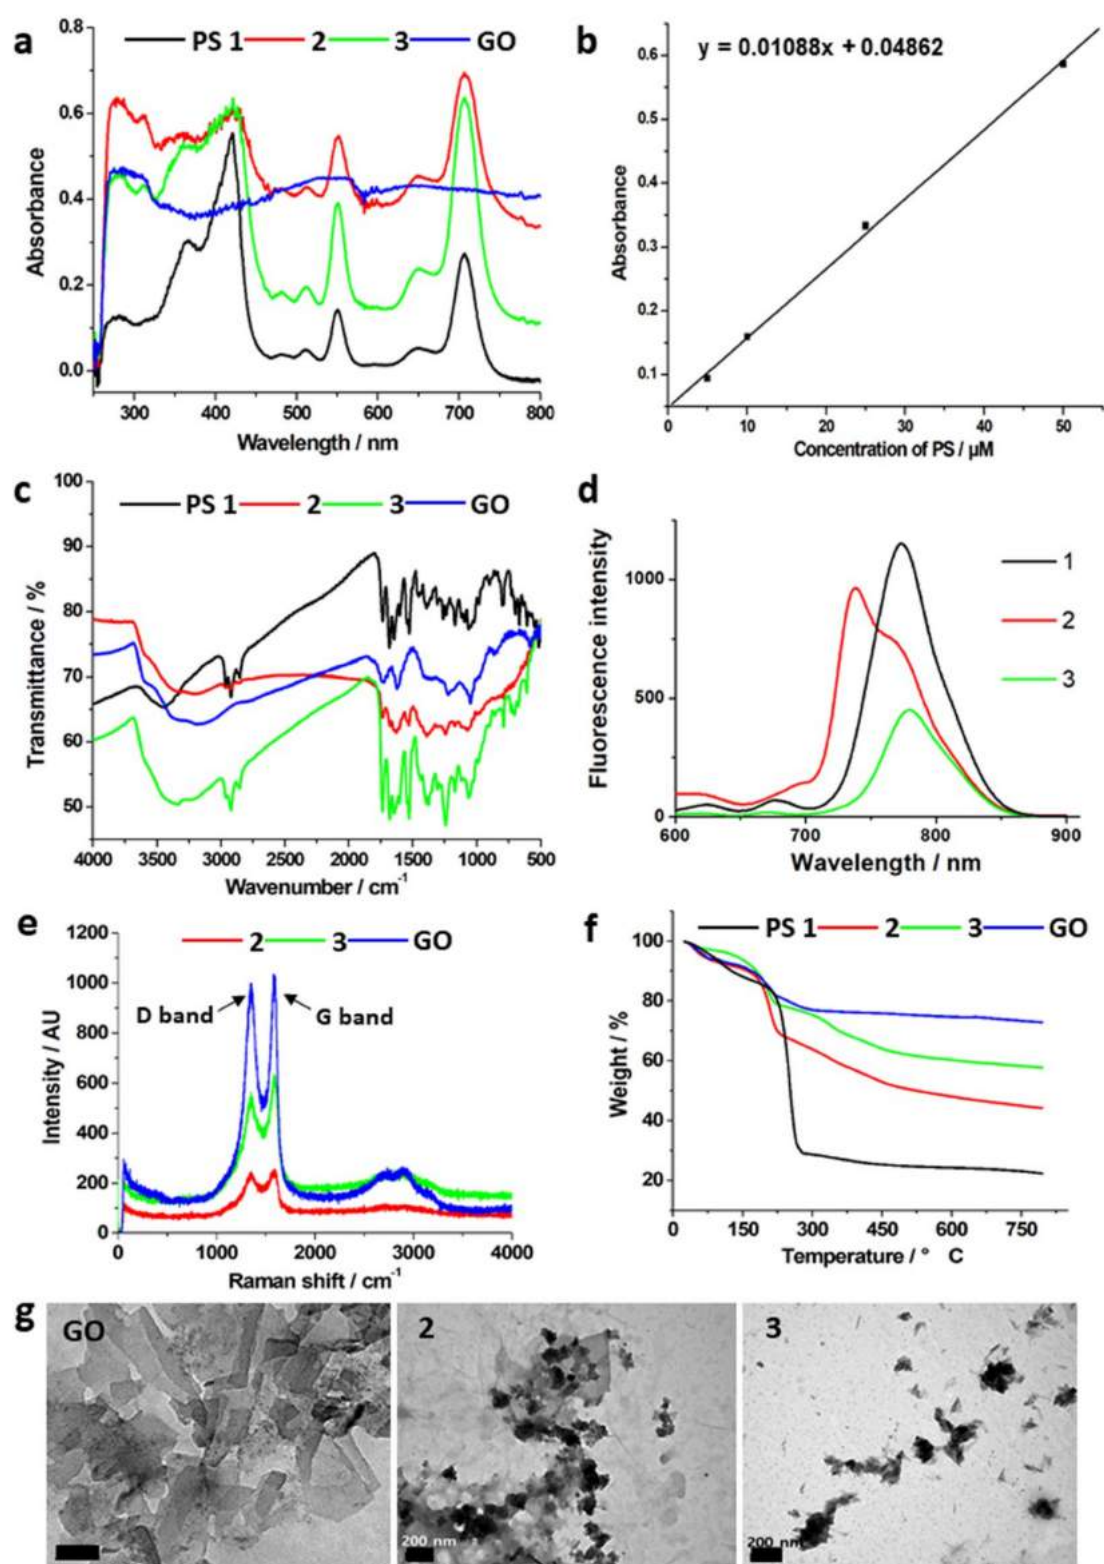 a
PS 1 2 3 GO
0.8
0.6
0.4
0.2
0.0
Absorbance
300 400 500 600 700 800
Wavelength / nm
b
y = 0.01088x + 0.04862
0.6
0.5
0.4
0.3
0.2
0.1
Absorbance
0 10 20 30 40 50
Concentration of PS / µM
c
PS 1 2 3 GO
100
90
80
70
60
50
Transmittance / %
4000 3500 3000 2500 2000 1500 1000 500
Wavenumber / cm⁻¹
d
1
2
3
1000
500
0
Fluorescence intensity
600 700 800 900
Wavelength / nm
e
2 3 GO
1200
1000
800
600
400
200
0
D band
G band
Intensity / AU
0 1000 2000 3000 4000
Raman shift / cm⁻¹
f
PS 1 2 3 GO
100
80
60
40
20
Weight / %
0 150 300 450 600 750
Temperature / ° C
g
GO
2
200 nm
3
200 nm